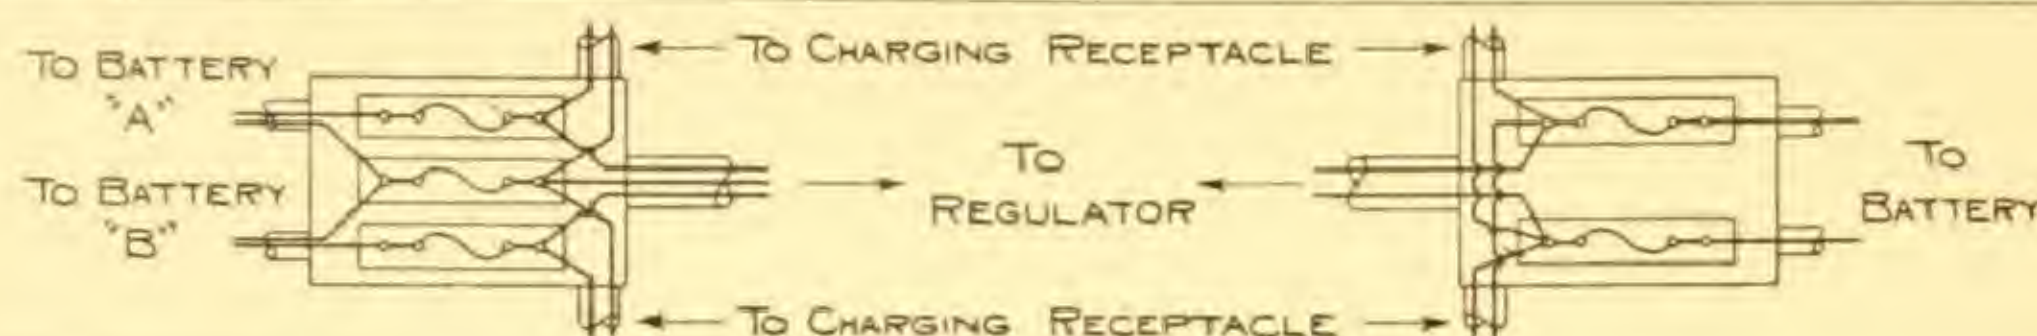 To Battery
"A"
To Battery
"B"
To Charging Receptacle
To
Regulator
To Charging Receptacle
To
Battery